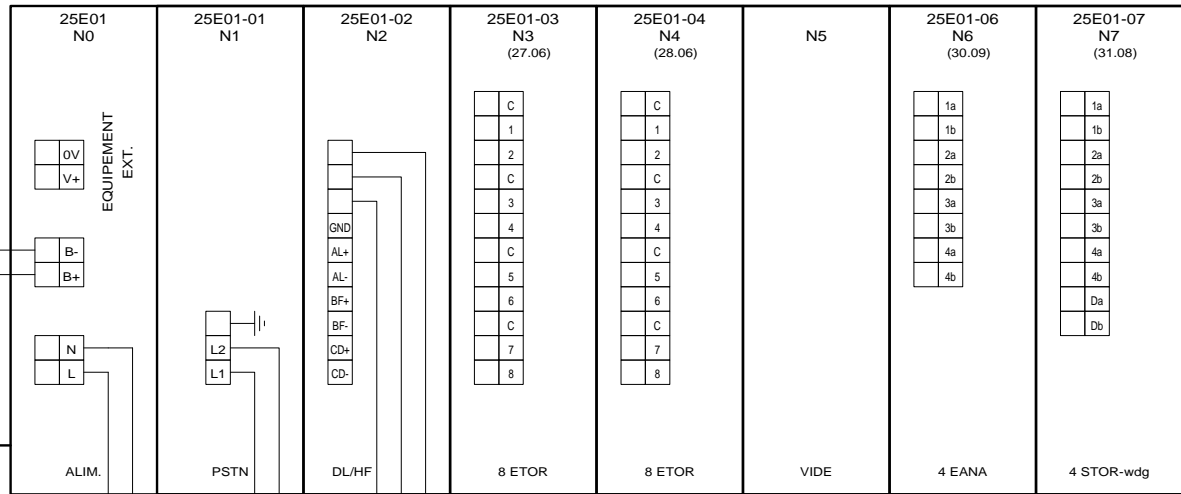 25E01
N0
EQUIPEMENT
EXT.
0V
V+
B-
B+
N
L
ALIM.
25E01-01
N1
L2
L1
PSTN
25E01-02
N2
GND
AL+
AL-
BF+
BF-
CD+
CD-
DL/HF
25E01-03
N3
(27.06)
C
1
2
C
3
4
C
5
6
C
7
8
8 ETOR
25E01-04
N4
(28.06)
C
1
2
C
3
4
C
5
6
C
7
8
8 ETOR
N5
VIDE
25E01-06
N6
(30.09)
1a
1b
2a
2b
3a
3b
4a
4b
4 EANA
25E01-07
N7
(31.08)
1a
1b
2a
2b
3a
3b
4a
4b
Da
Db
4 STOR-wdg